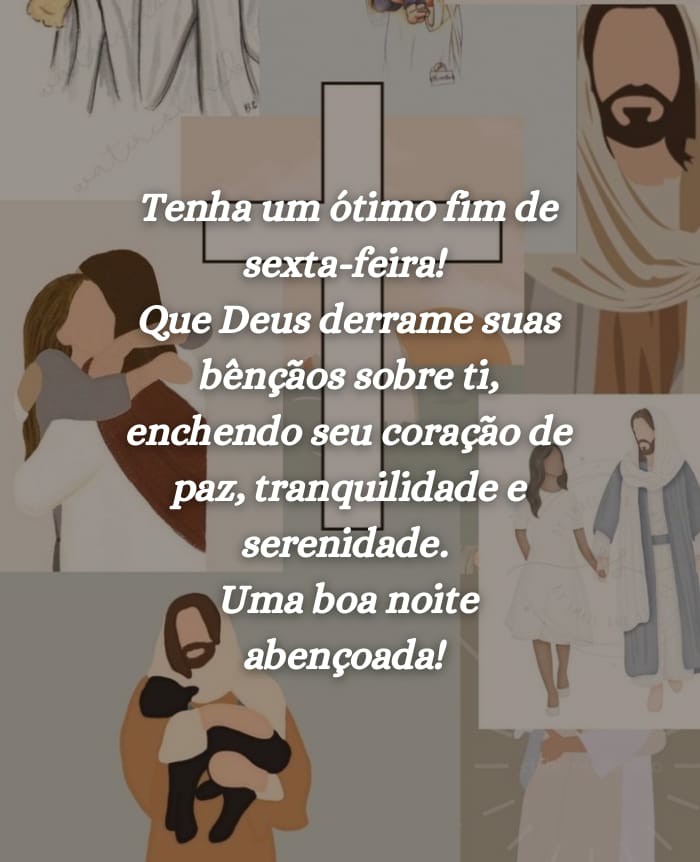 Tenha um ótimo fim de
sexta-feira!
Que Deus derrame suas
bênçãos sobre ti,
enchendo seu coração de
paz, tranquilidade e
serenidade.
Uma boa noite
abençoada!